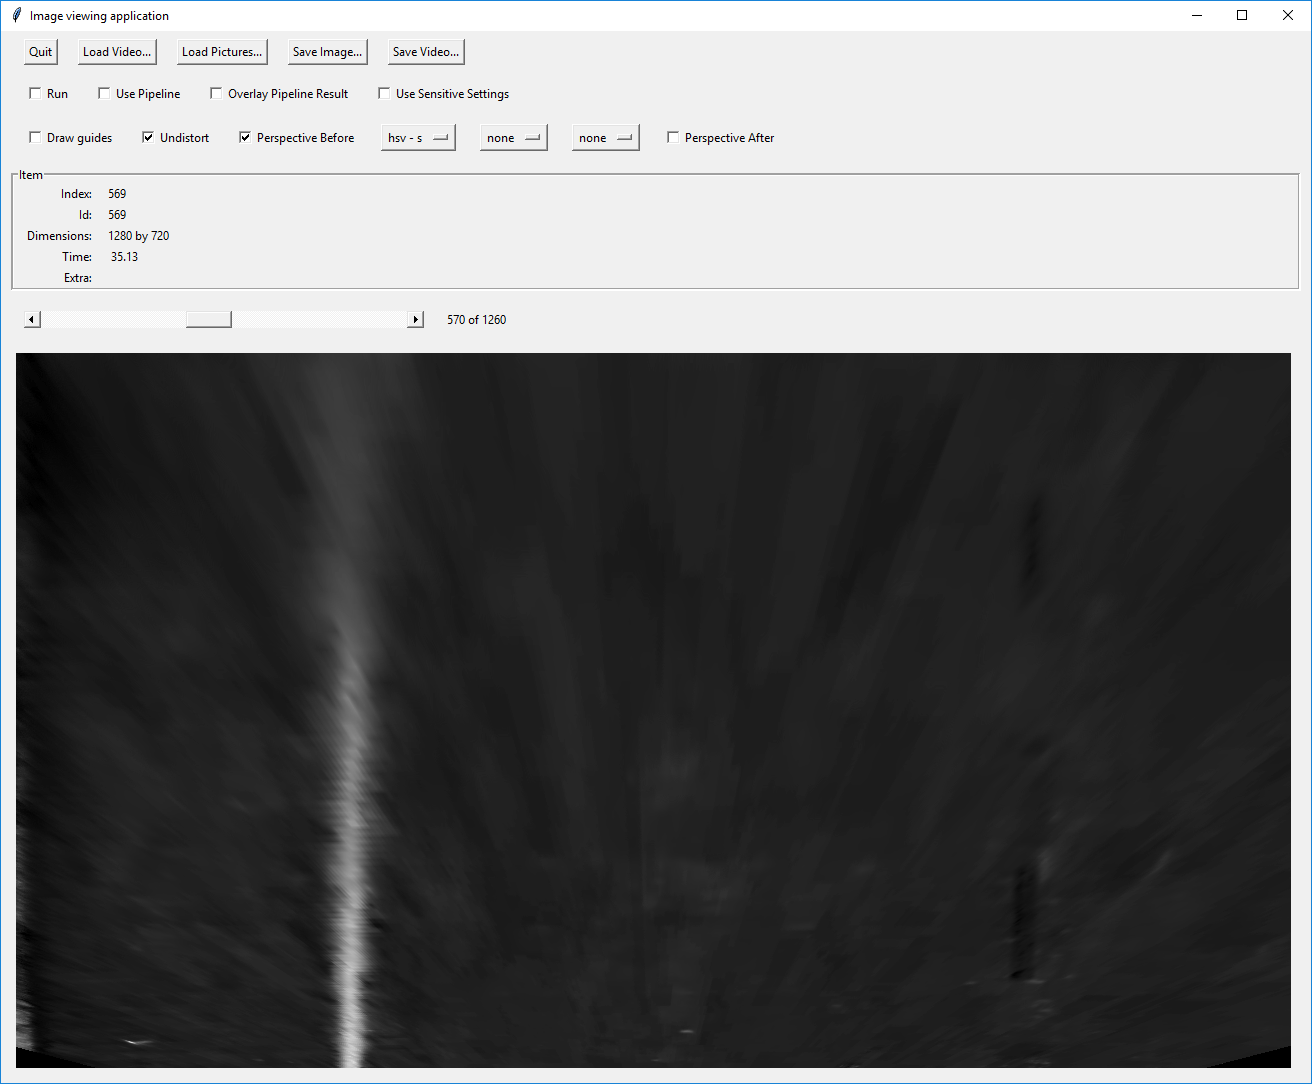 Image viewing application
Quit Load Video... Load Pictures... Save Image... Save Video...
Run Use Pipeline Overlay Pipeline Result Use Sensitive Settings
Draw guides Undistort Perspective Before hsv - s none none Perspective After
Item
Index: 569
Id: 569
Dimensions: 1280 by 720
Time: 35.13
Extra:
570 of 1260